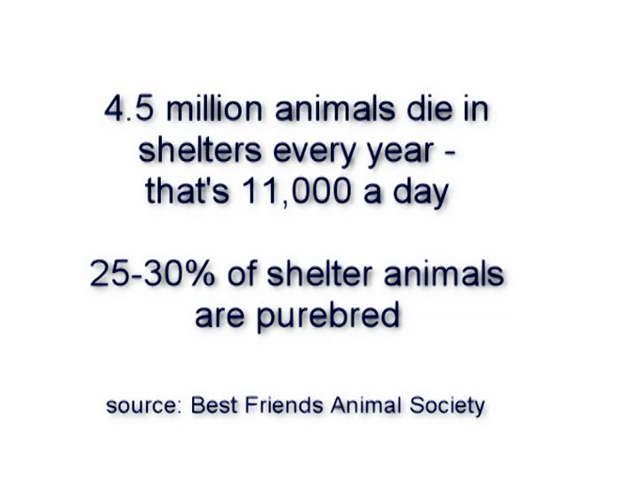 4.5 million animals die in
shelters every year -
that's 11,000 a day
25-30% of shelter animals
are purebred
source: Best Friends Animal Society